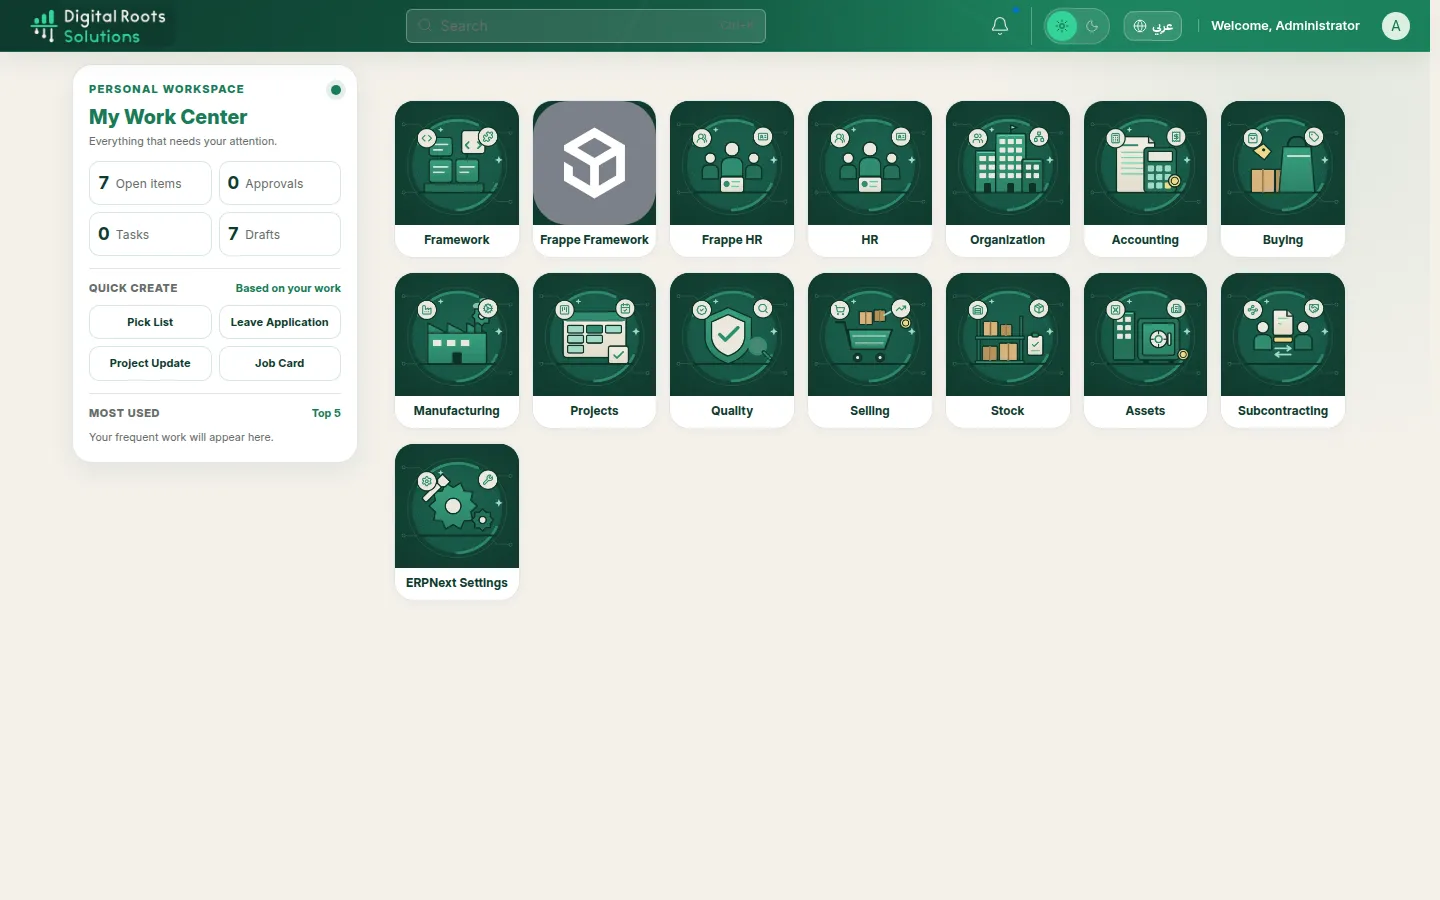 Digital Roots
Solutions
Search
عربي
Welcome, Administrator
A
PERSONAL WORKSPACE
My Work Center
Everything that needs your attention.
7 Open items
0 Approvals
0 Tasks
7 Drafts
QUICK CREATE
Based on your work
Pick List
Leave Application
Project Update
Job Card
MOST USED
Top 5
Your frequent work will appear here.
Framework
Frappe Framework
Frappe HR
HR
Organization
Accounting
Buying
Manufacturing
Projects
Quality
Selling
Stock
Assets
Subcontracting
ERPNext Settings